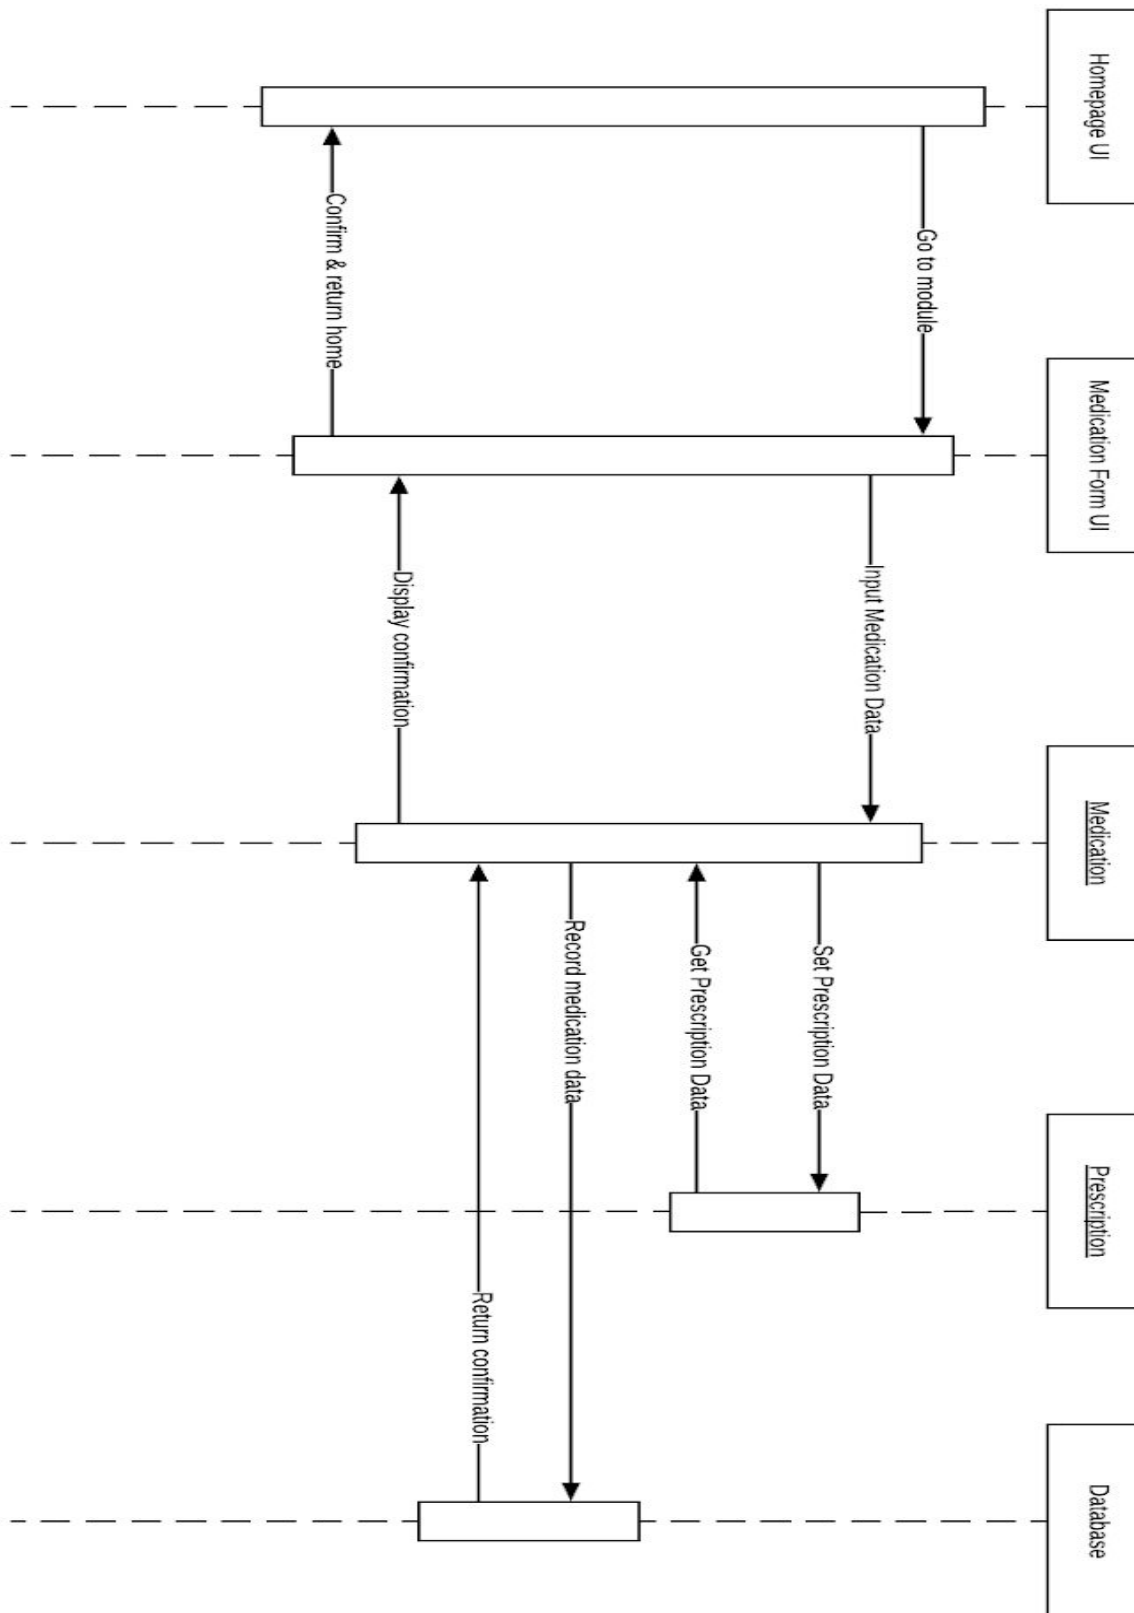 Homepage UI
Medication Form UI
Medication
Prescription
Database
Go to module
Input Medication Data
Set Prescription Data
Get Prescription Data
Record medication data
Return confirmation
Display confirmation
Confirm & return home